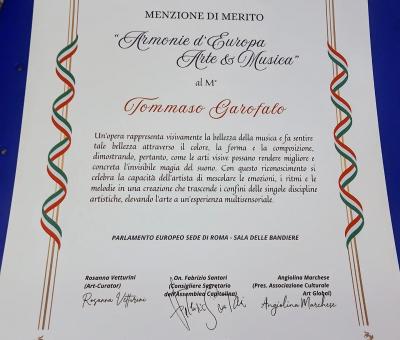 MENZIONE DI MERITO
"Armonie d'Europa
Arte & Musica"
al M°
Tommaso Garofalo
Un'opera rappresenta visivamente la bellezza della musica e fa sentire
tale bellezza attraverso il colore, la forma e la composizione,
dimostrando, pertanto, come le arti visive possano rendere migliore e
concreta l'invisibile magia del suono. Con questo riconoscimento si
celebra la capacità dell'artista di mescolare le emozioni, i ritmi e le
melodie in una creazione che trascende i confini delle singole discipline
artistiche, elevando l'arte a un'esperienza multisensoriale.
PARLAMENTO EUROPEO SEDE DI ROMA - SALA DELLE BANDIERE
Rosanna Vetturini
(Art-Curator)
Rosanna Vetturini
On. Fabrizio Santori
(Consigliere Segretario
dell'Assemblea Capitolina)
Angiolina Marchese
(Pres. Associazione Culturale
Art Global)
Angiolina Marchese